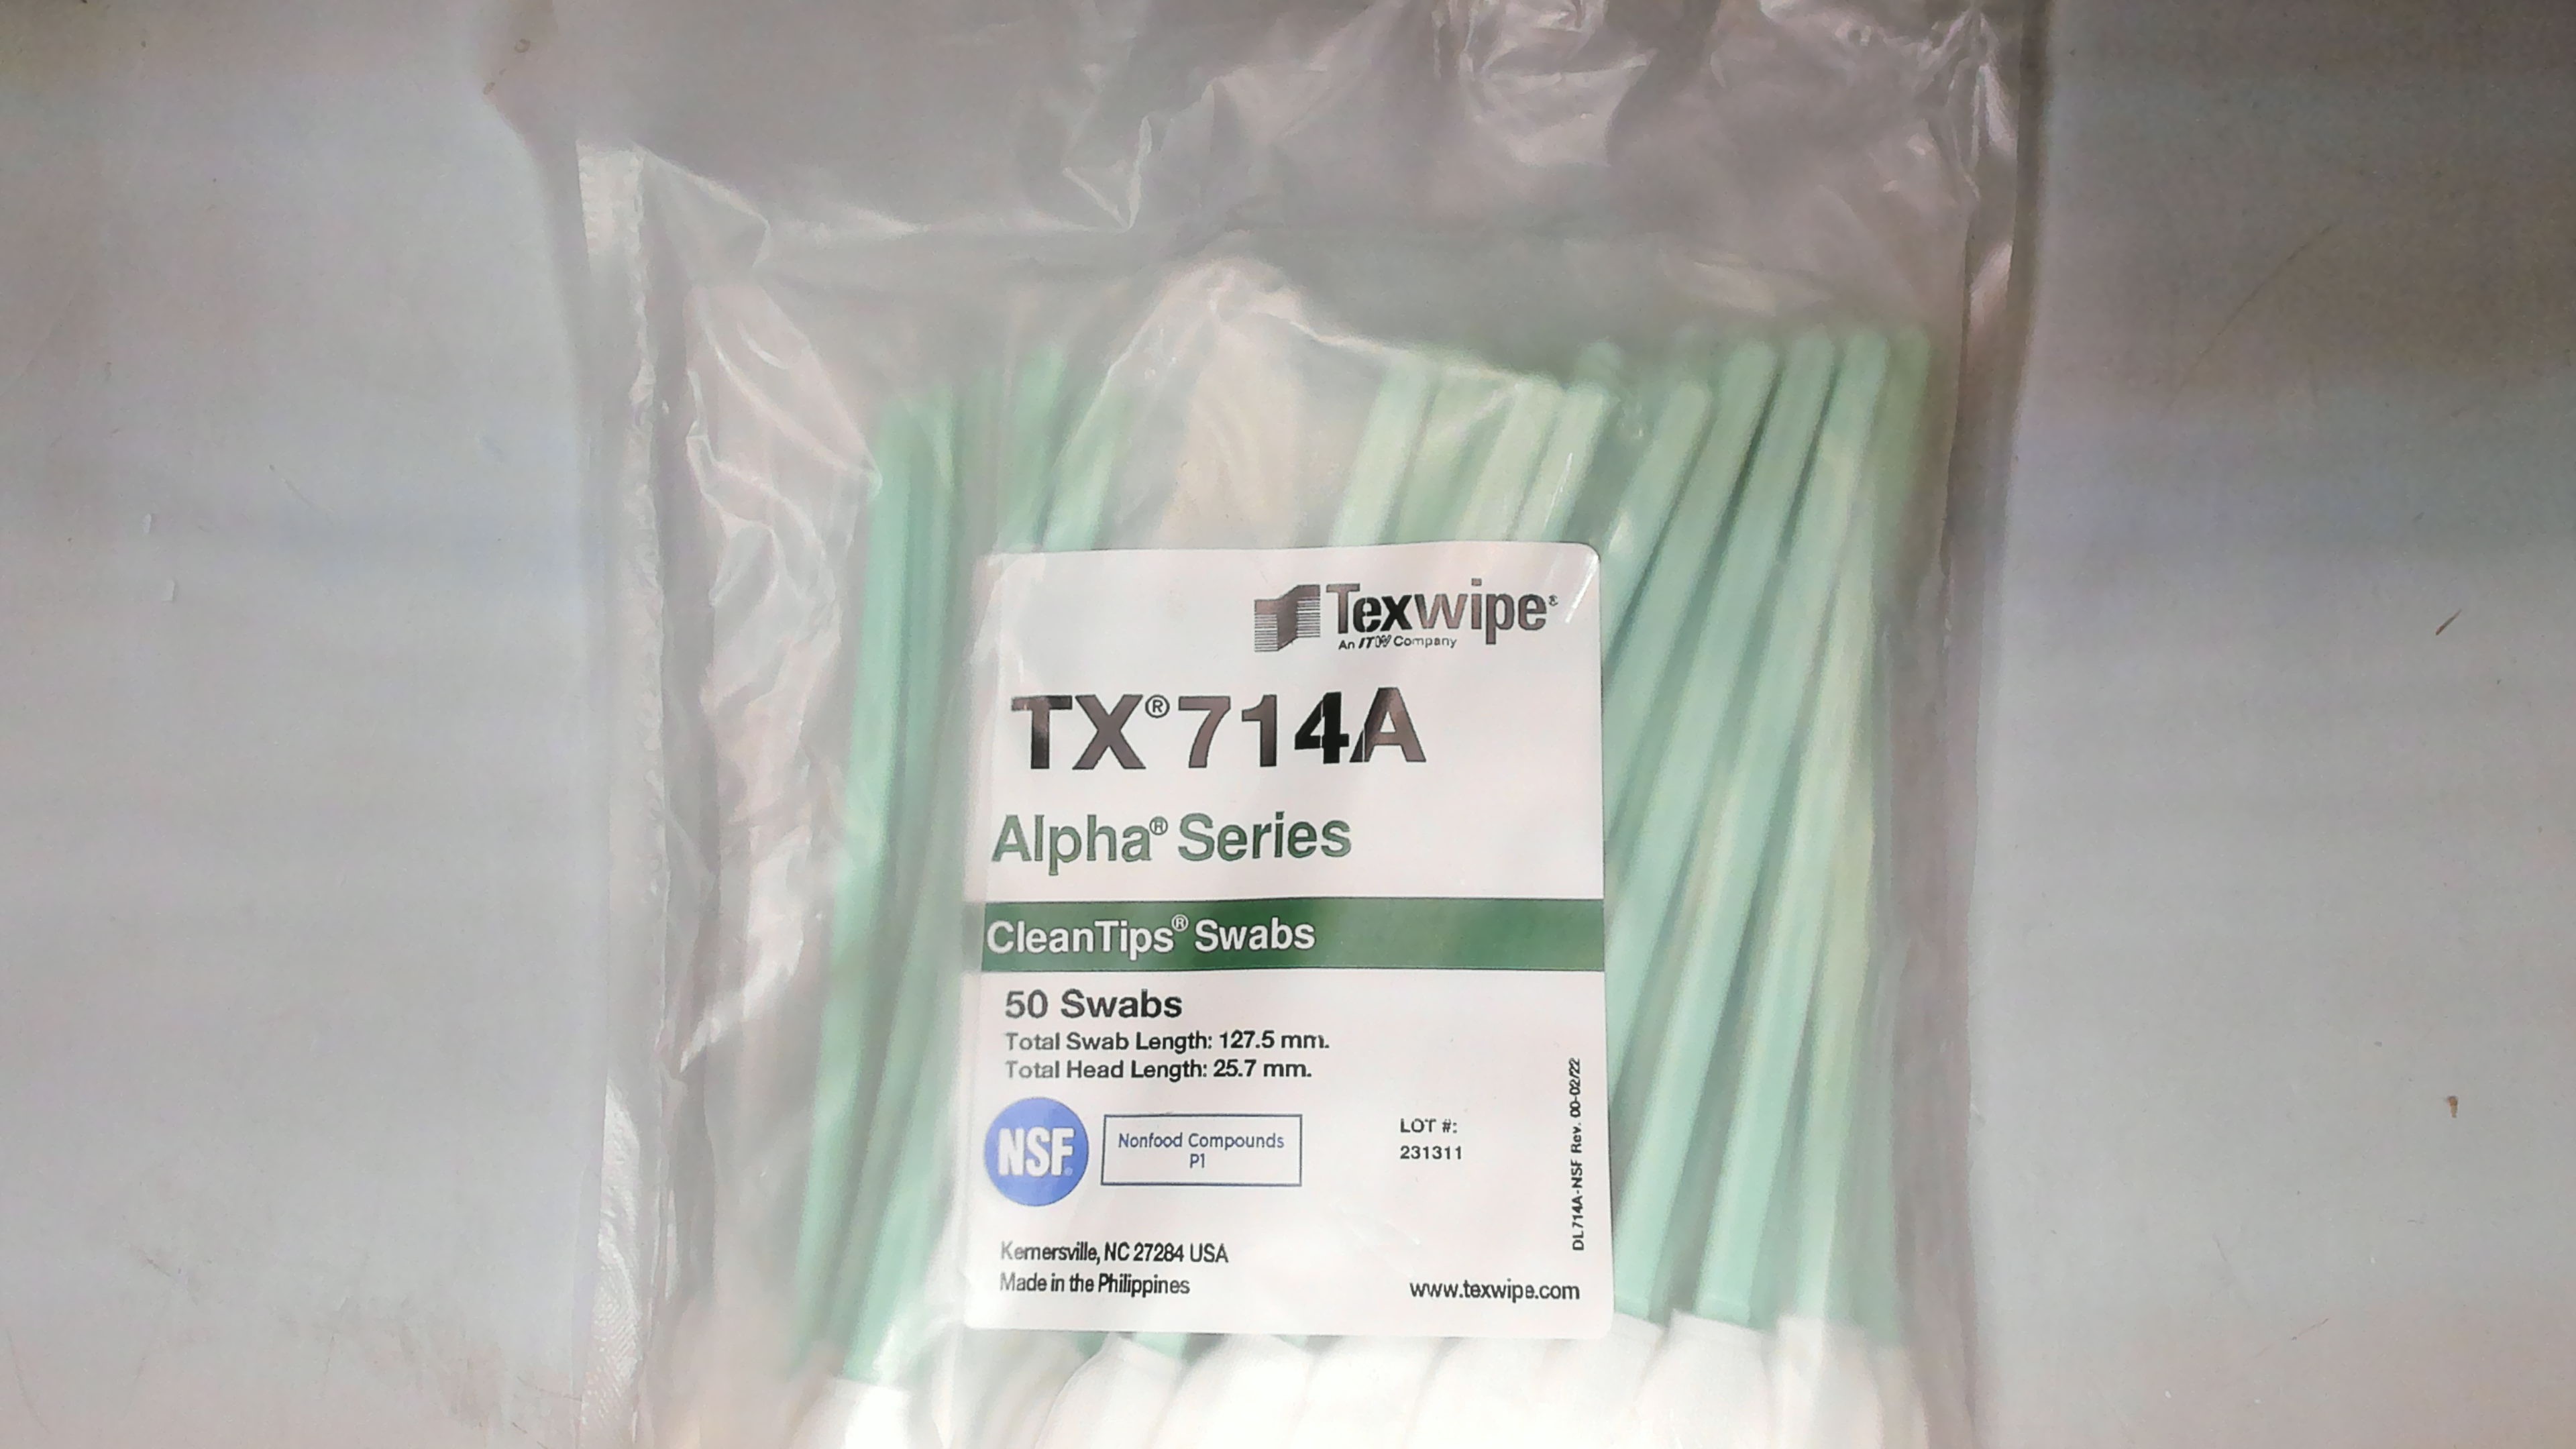 Texwipe®
An ITW Company
TX®714A
Alpha® Series
CleanTips® Swabs
50 Swabs
Total Swab Length: 127.5 mm.
Total Head Length: 25.7 mm.
NSF®
Nonfood Compounds
P1
LOT #:
231311
DL714A-NSF Rev. 00-02/22
Kernersville, NC 27284 USA
Made in the Philippines
www.texwipe.com